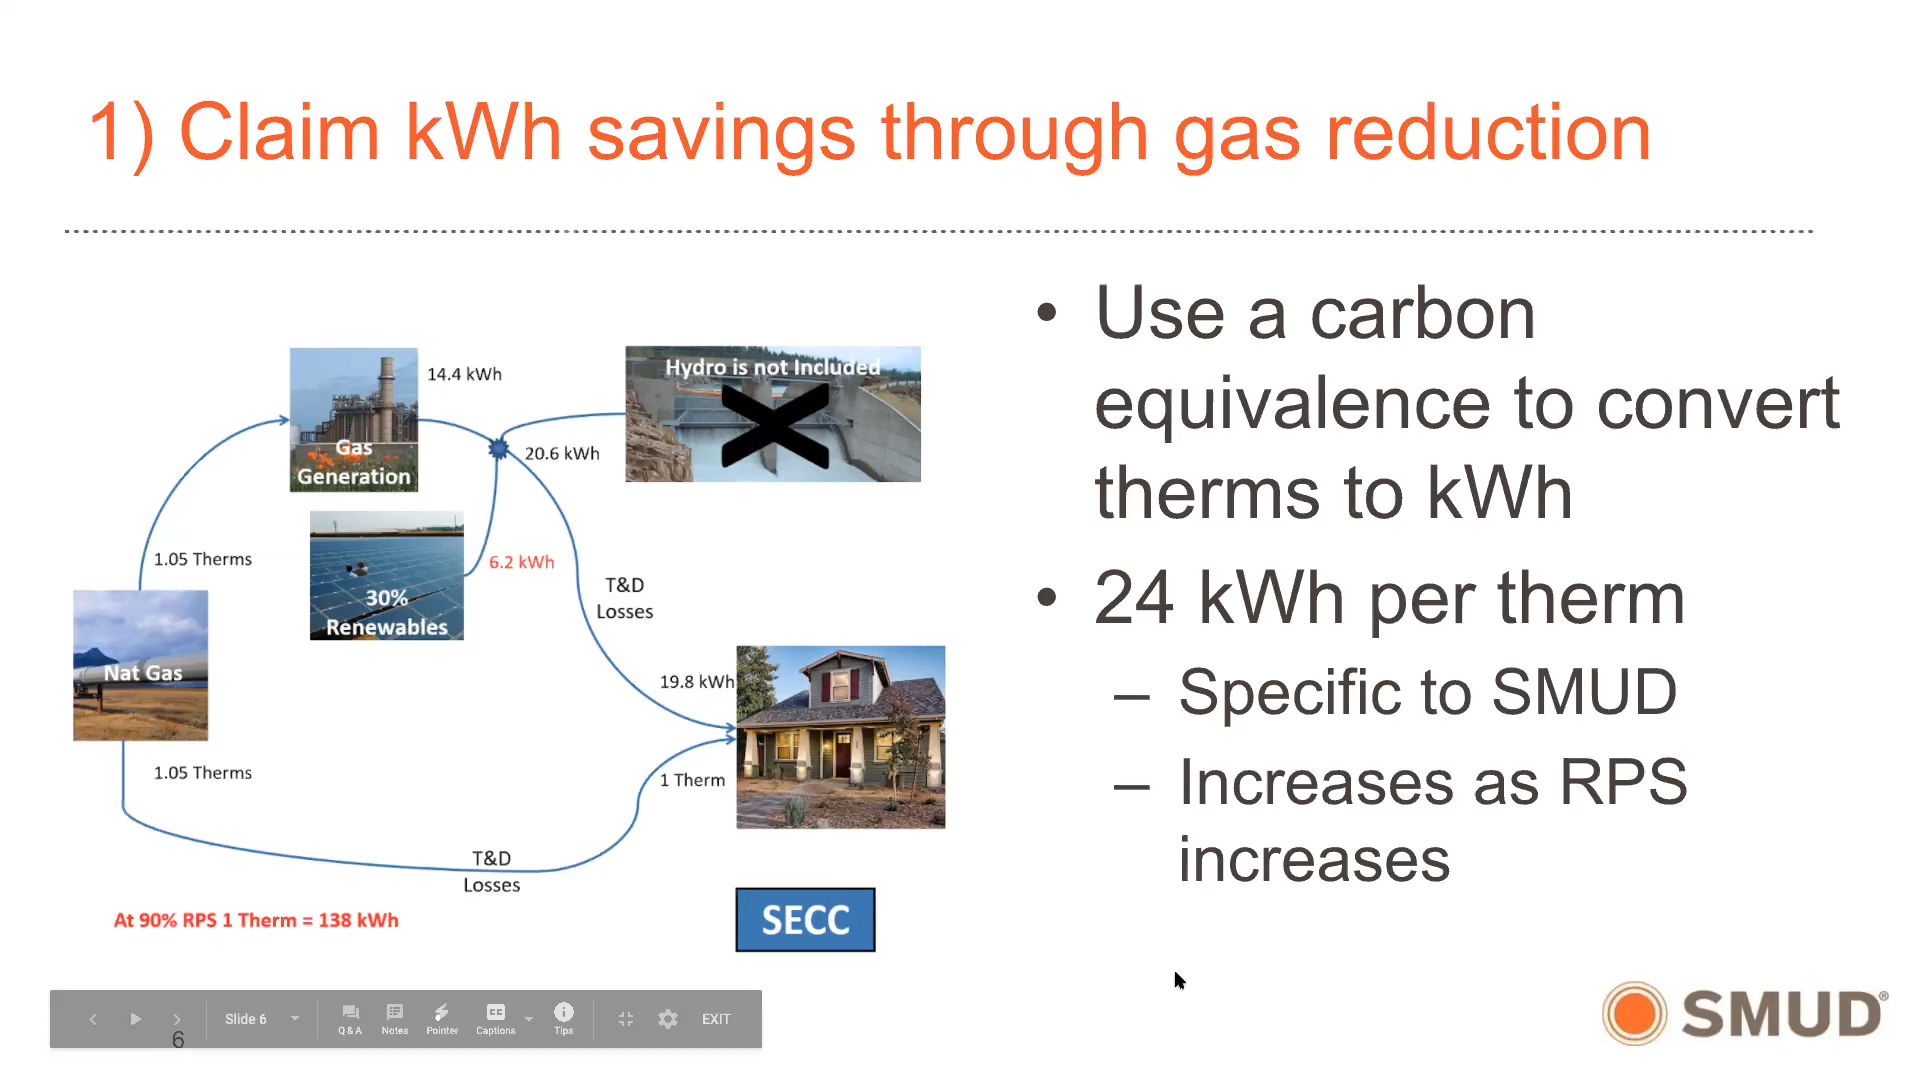 1) Claim kWh savings through gas reduction
14.4 kWh
Hydro is not Included
20.6 kWh
Gas
Generation
1.05 Therms
6.2 kWh
30%
Renewables
T&D
Losses
Nat Gas
19.8 kWh
1.05 Therms
1 Therm
T&D
Losses
At 90% RPS 1 Therm = 138 kWh
SECC
• Use a carbon
equivalence to convert
therms to kWh
• 24 kWh per therm
– Specific to SMUD
– Increases as RPS
increases
Slide 6
Q & A
Notes
Pointer
CC
Captions
Tips
EXIT
6
SMUD®